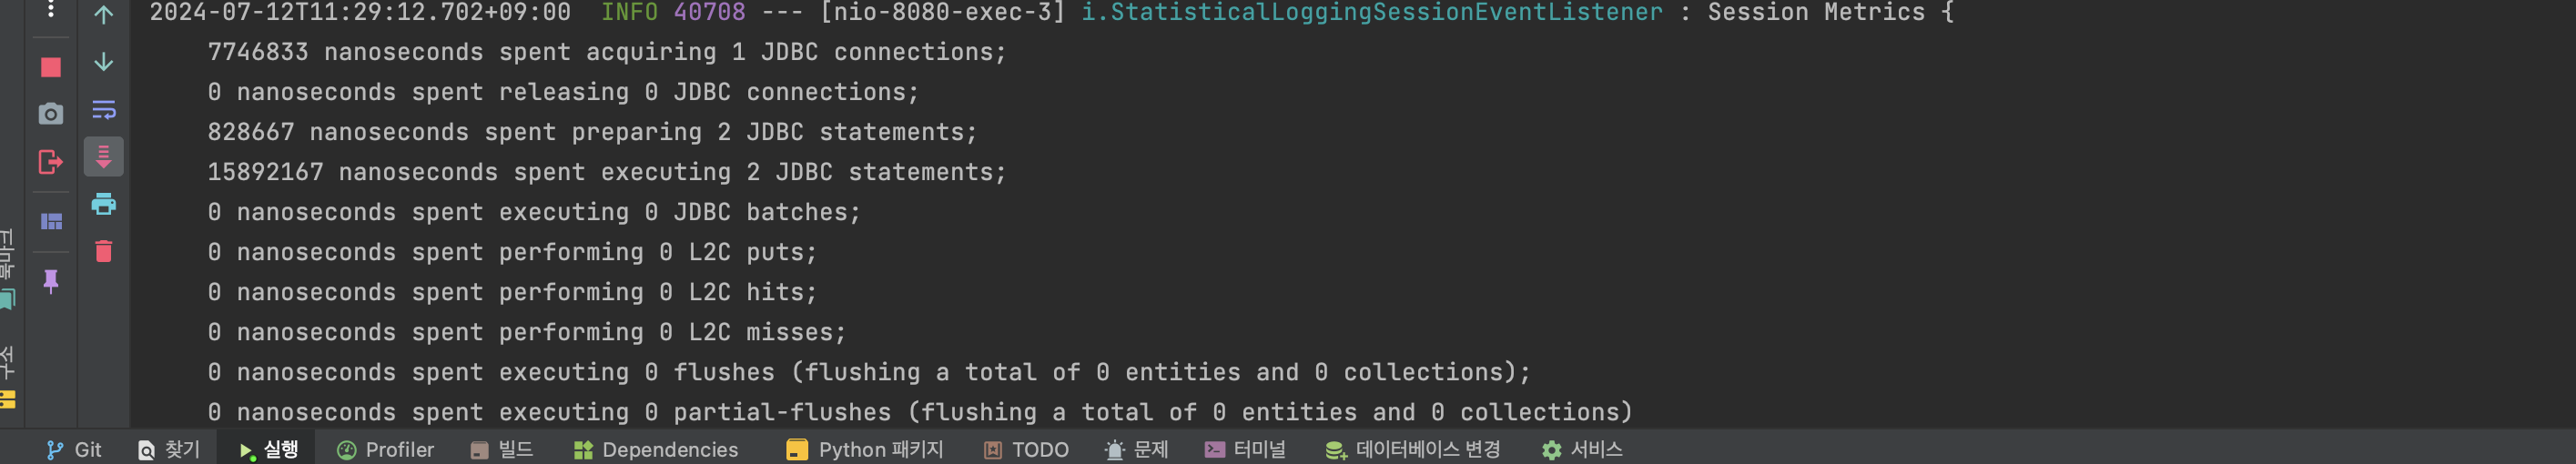 2024-07-12T11:29:12.702+09:00  INFO 40708 --- [nio-8080-exec-3] i.StatisticalLoggingSessionEventListener : Session Metrics {
    7746833 nanoseconds spent acquiring 1 JDBC connections;
    0 nanoseconds spent releasing 0 JDBC connections;
    828667 nanoseconds spent preparing 2 JDBC statements;
    15892167 nanoseconds spent executing 2 JDBC statements;
    0 nanoseconds spent executing 0 JDBC batches;
    0 nanoseconds spent performing 0 L2C puts;
    0 nanoseconds spent performing 0 L2C hits;
    0 nanoseconds spent performing 0 L2C misses;
    0 nanoseconds spent executing 0 flushes (flushing a total of 0 entities and 0 collections);
    0 nanoseconds spent executing 0 partial-flushes (flushing a total of 0 entities and 0 collections)
북마크
구조
Git 찾기 실행 Profiler 빌드 Dependencies Python 패키지 TODO 문제 터미널 데이터베이스 변경 서비스